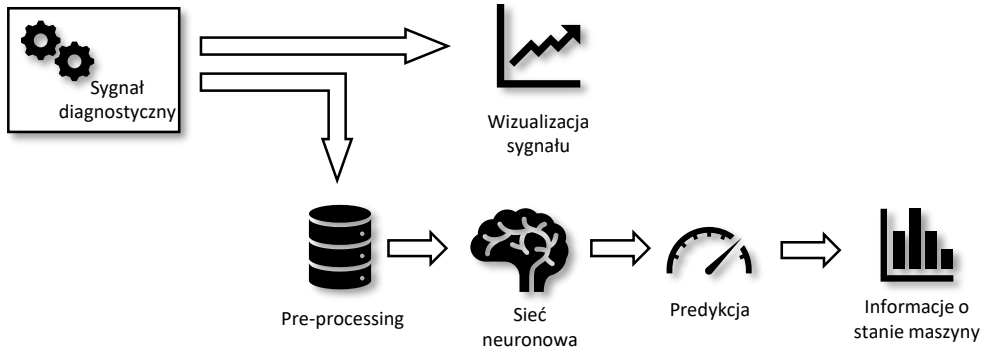 Sygnał
diagnostyczny
Wizualizacja
sygnału
Pre-processing
Sieć
neuronowa
Predykcja
Informacje o
stanie maszyny